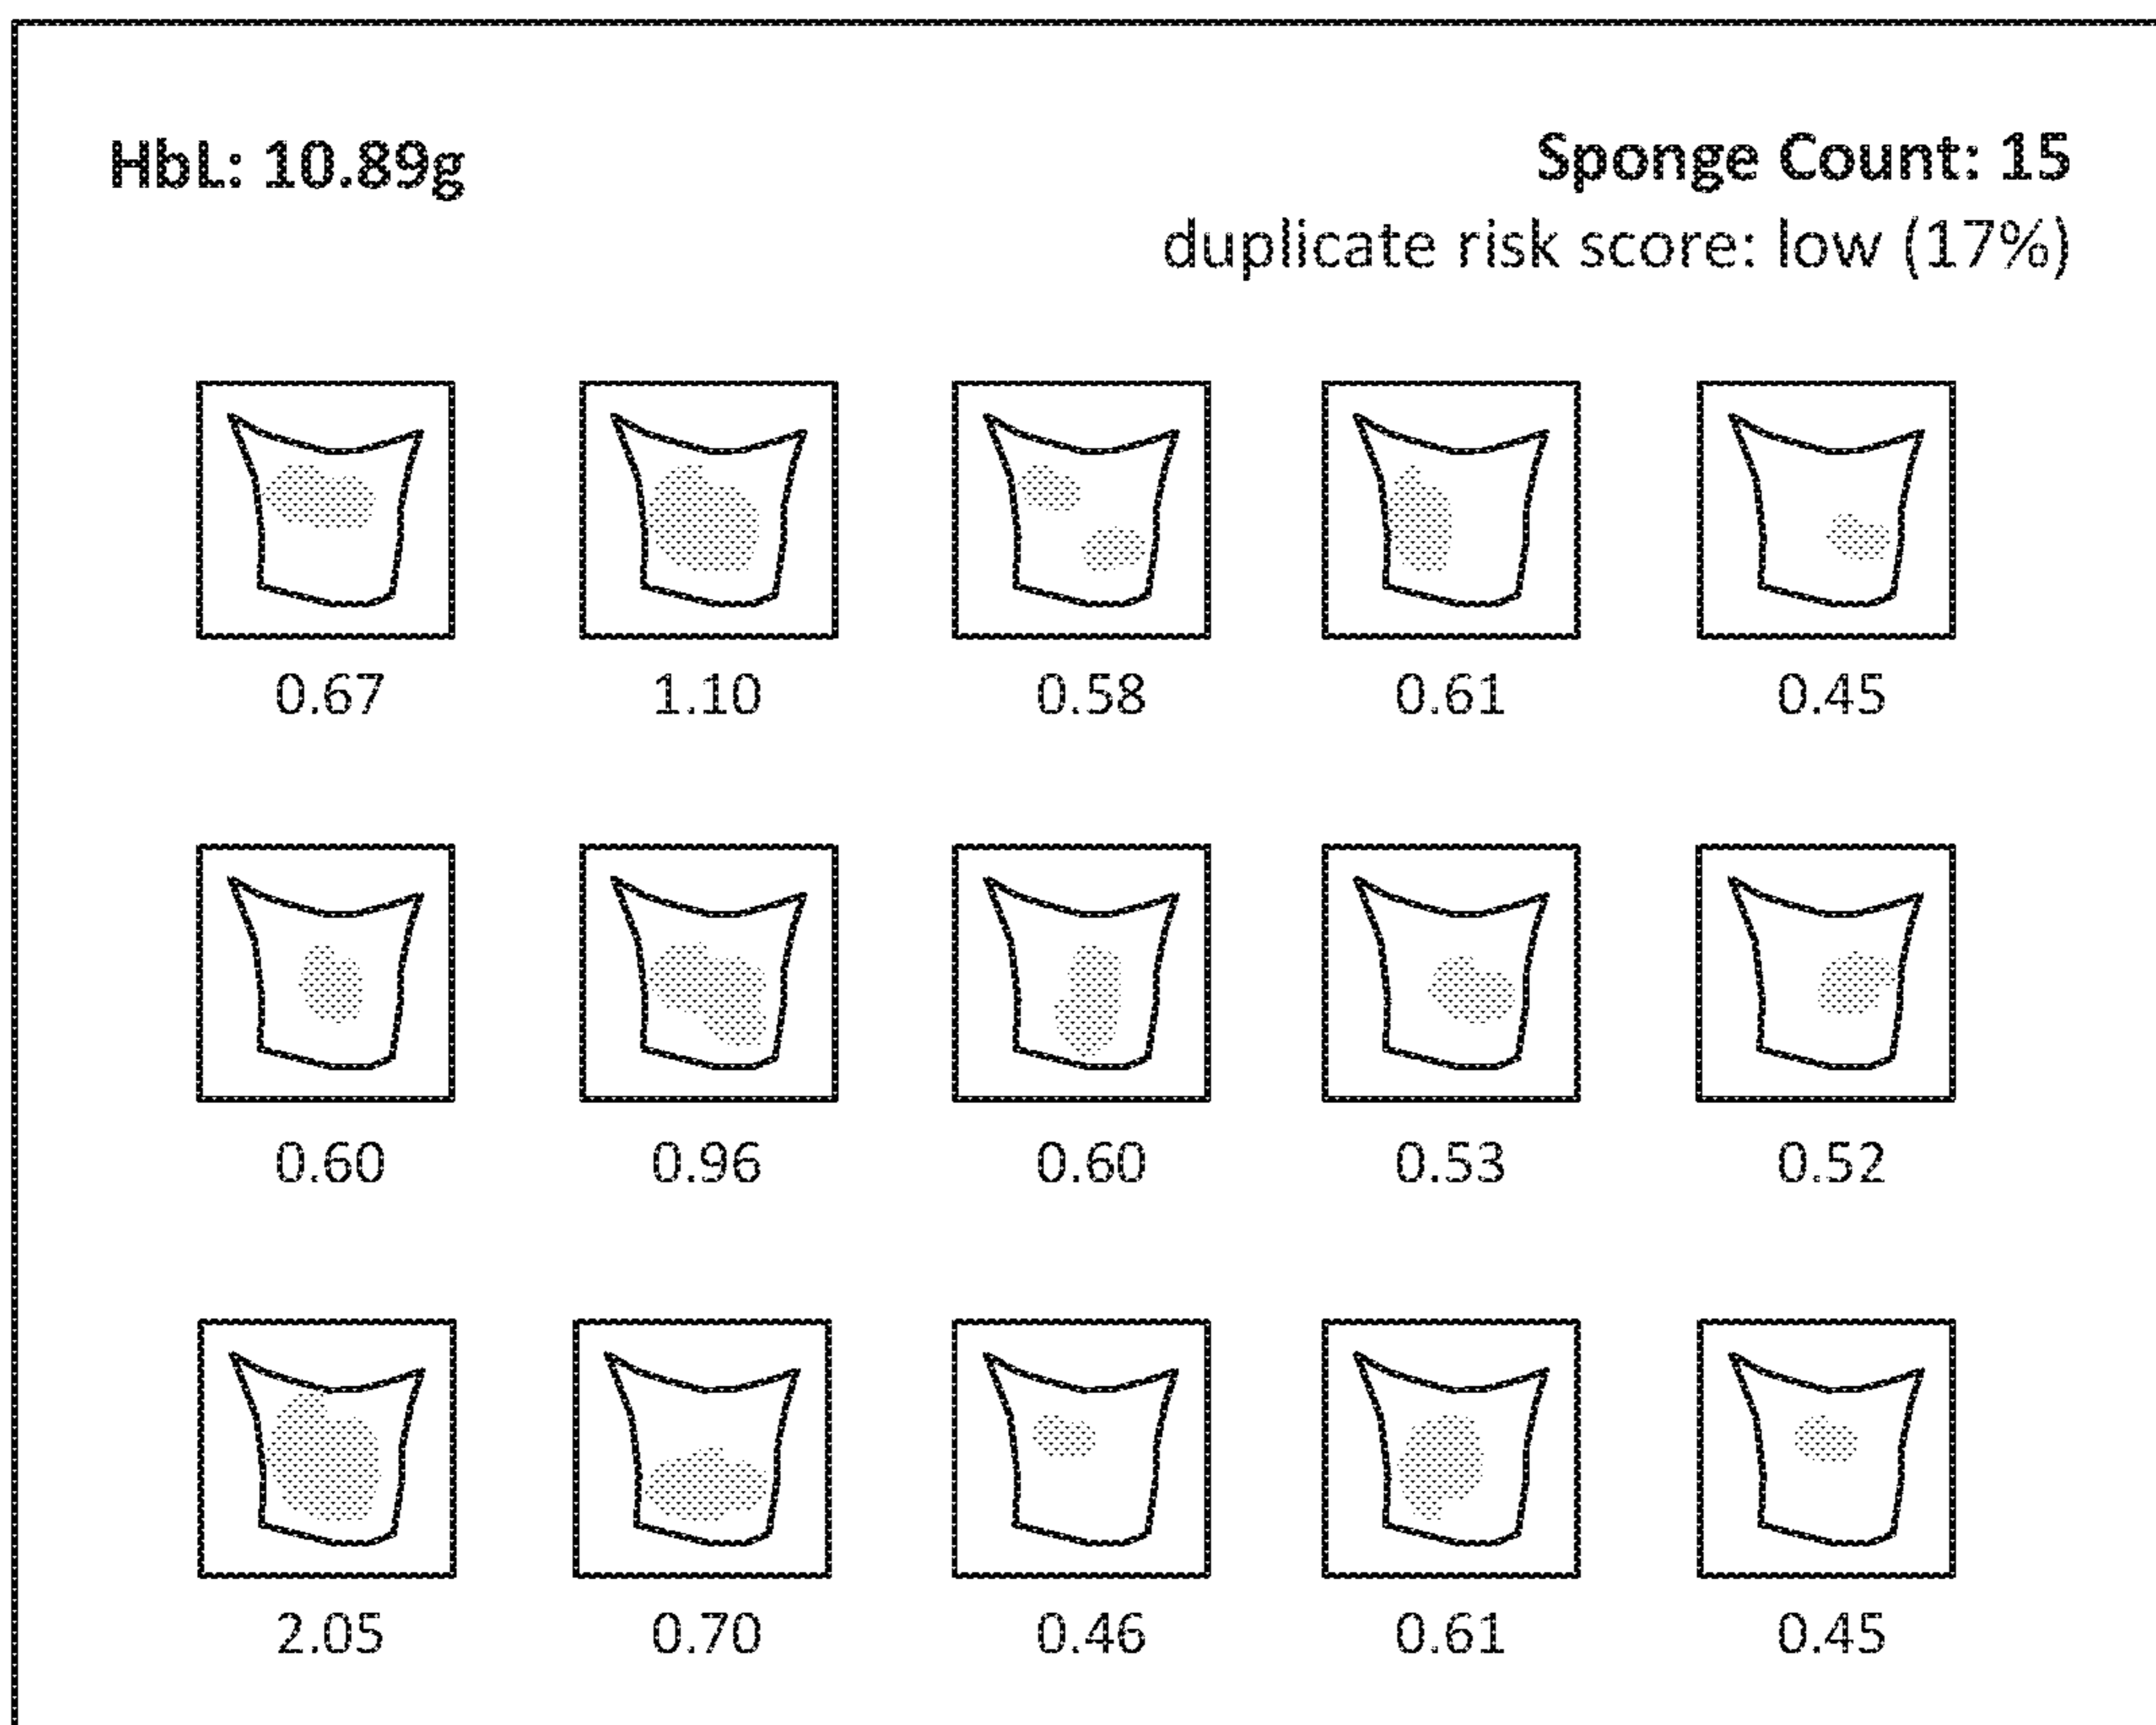 HbL: 10.89g
Sponge Count: 15
duplicate risk score: low (17%)
0.67 1.10 0.58 0.61 0.45
0.60 0.96 0.60 0.53 0.52
2.05 0.70 0.46 0.61 0.45